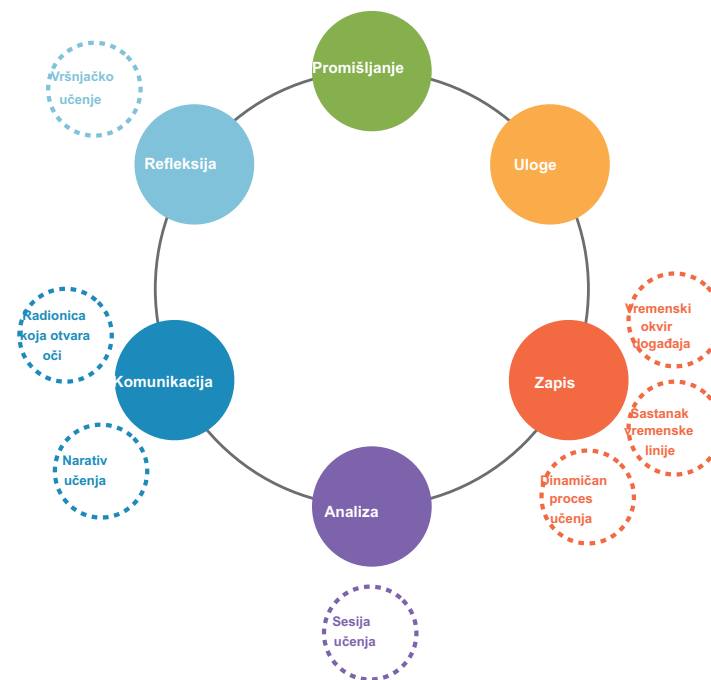 Promišljanje
Vršnjačko
učenje
Refleksija
Uloge
Radionica
koja otvara
oči
Vremenski
okvir
događaja
Komunikacija
Zapis
Sastanak
vremenske
linije
Narativ
učenja
Dinamičan
proces
učenja
Analiza
Sesija
učenja